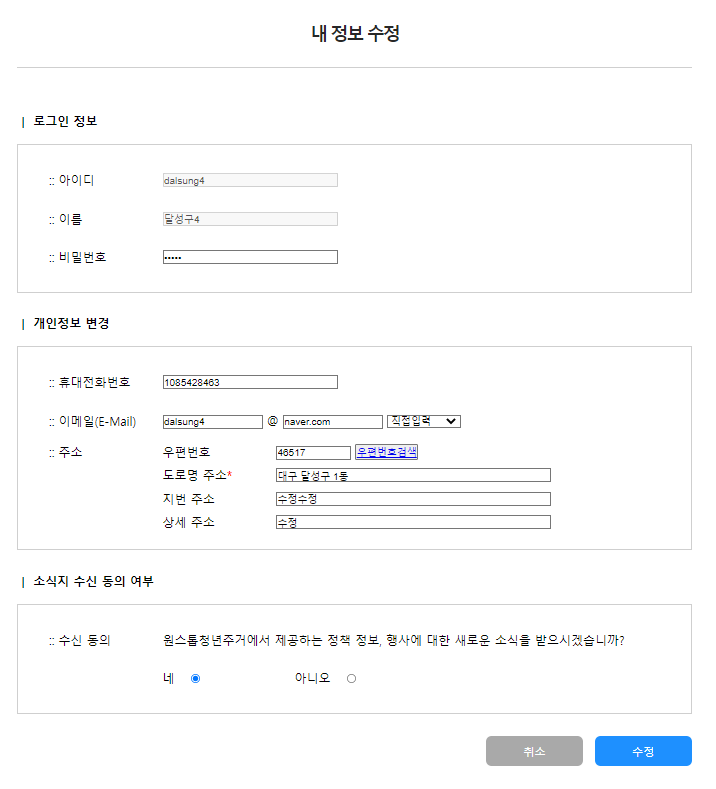 내 정보 수정
| 로그인 정보
:: 아이디 dalsung4
:: 이름 달성구4
:: 비밀번호 •••••
| 개인정보 변경
:: 휴대전화번호 1085428463
:: 이메일(E-Mail) dalsung4 @ naver.com 직접입력
:: 주소 우편번호 46517 우편번호검색
도로명 주소* 대구 달성구 1동
지번 주소 수정수정
상세 주소 수정
| 소식지 수신 동의 여부
:: 수신 동의 원스톱청년주거에서 제공하는 정책 정보, 행사에 대한 새로운 소식을 받으시겠습니까?
네 아니오
취소 수정